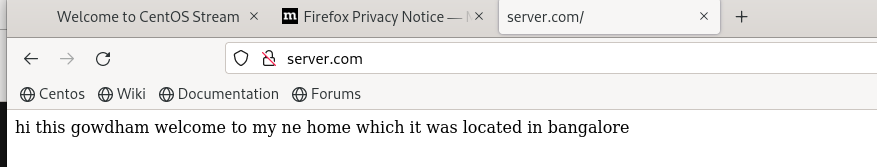 Welcome to CentOS Stream
Firefox Privacy Notice —
server.com/
server.com
Centos Wiki Documentation Forums
hi this gowdham welcome to my ne home which it was located in bangalore